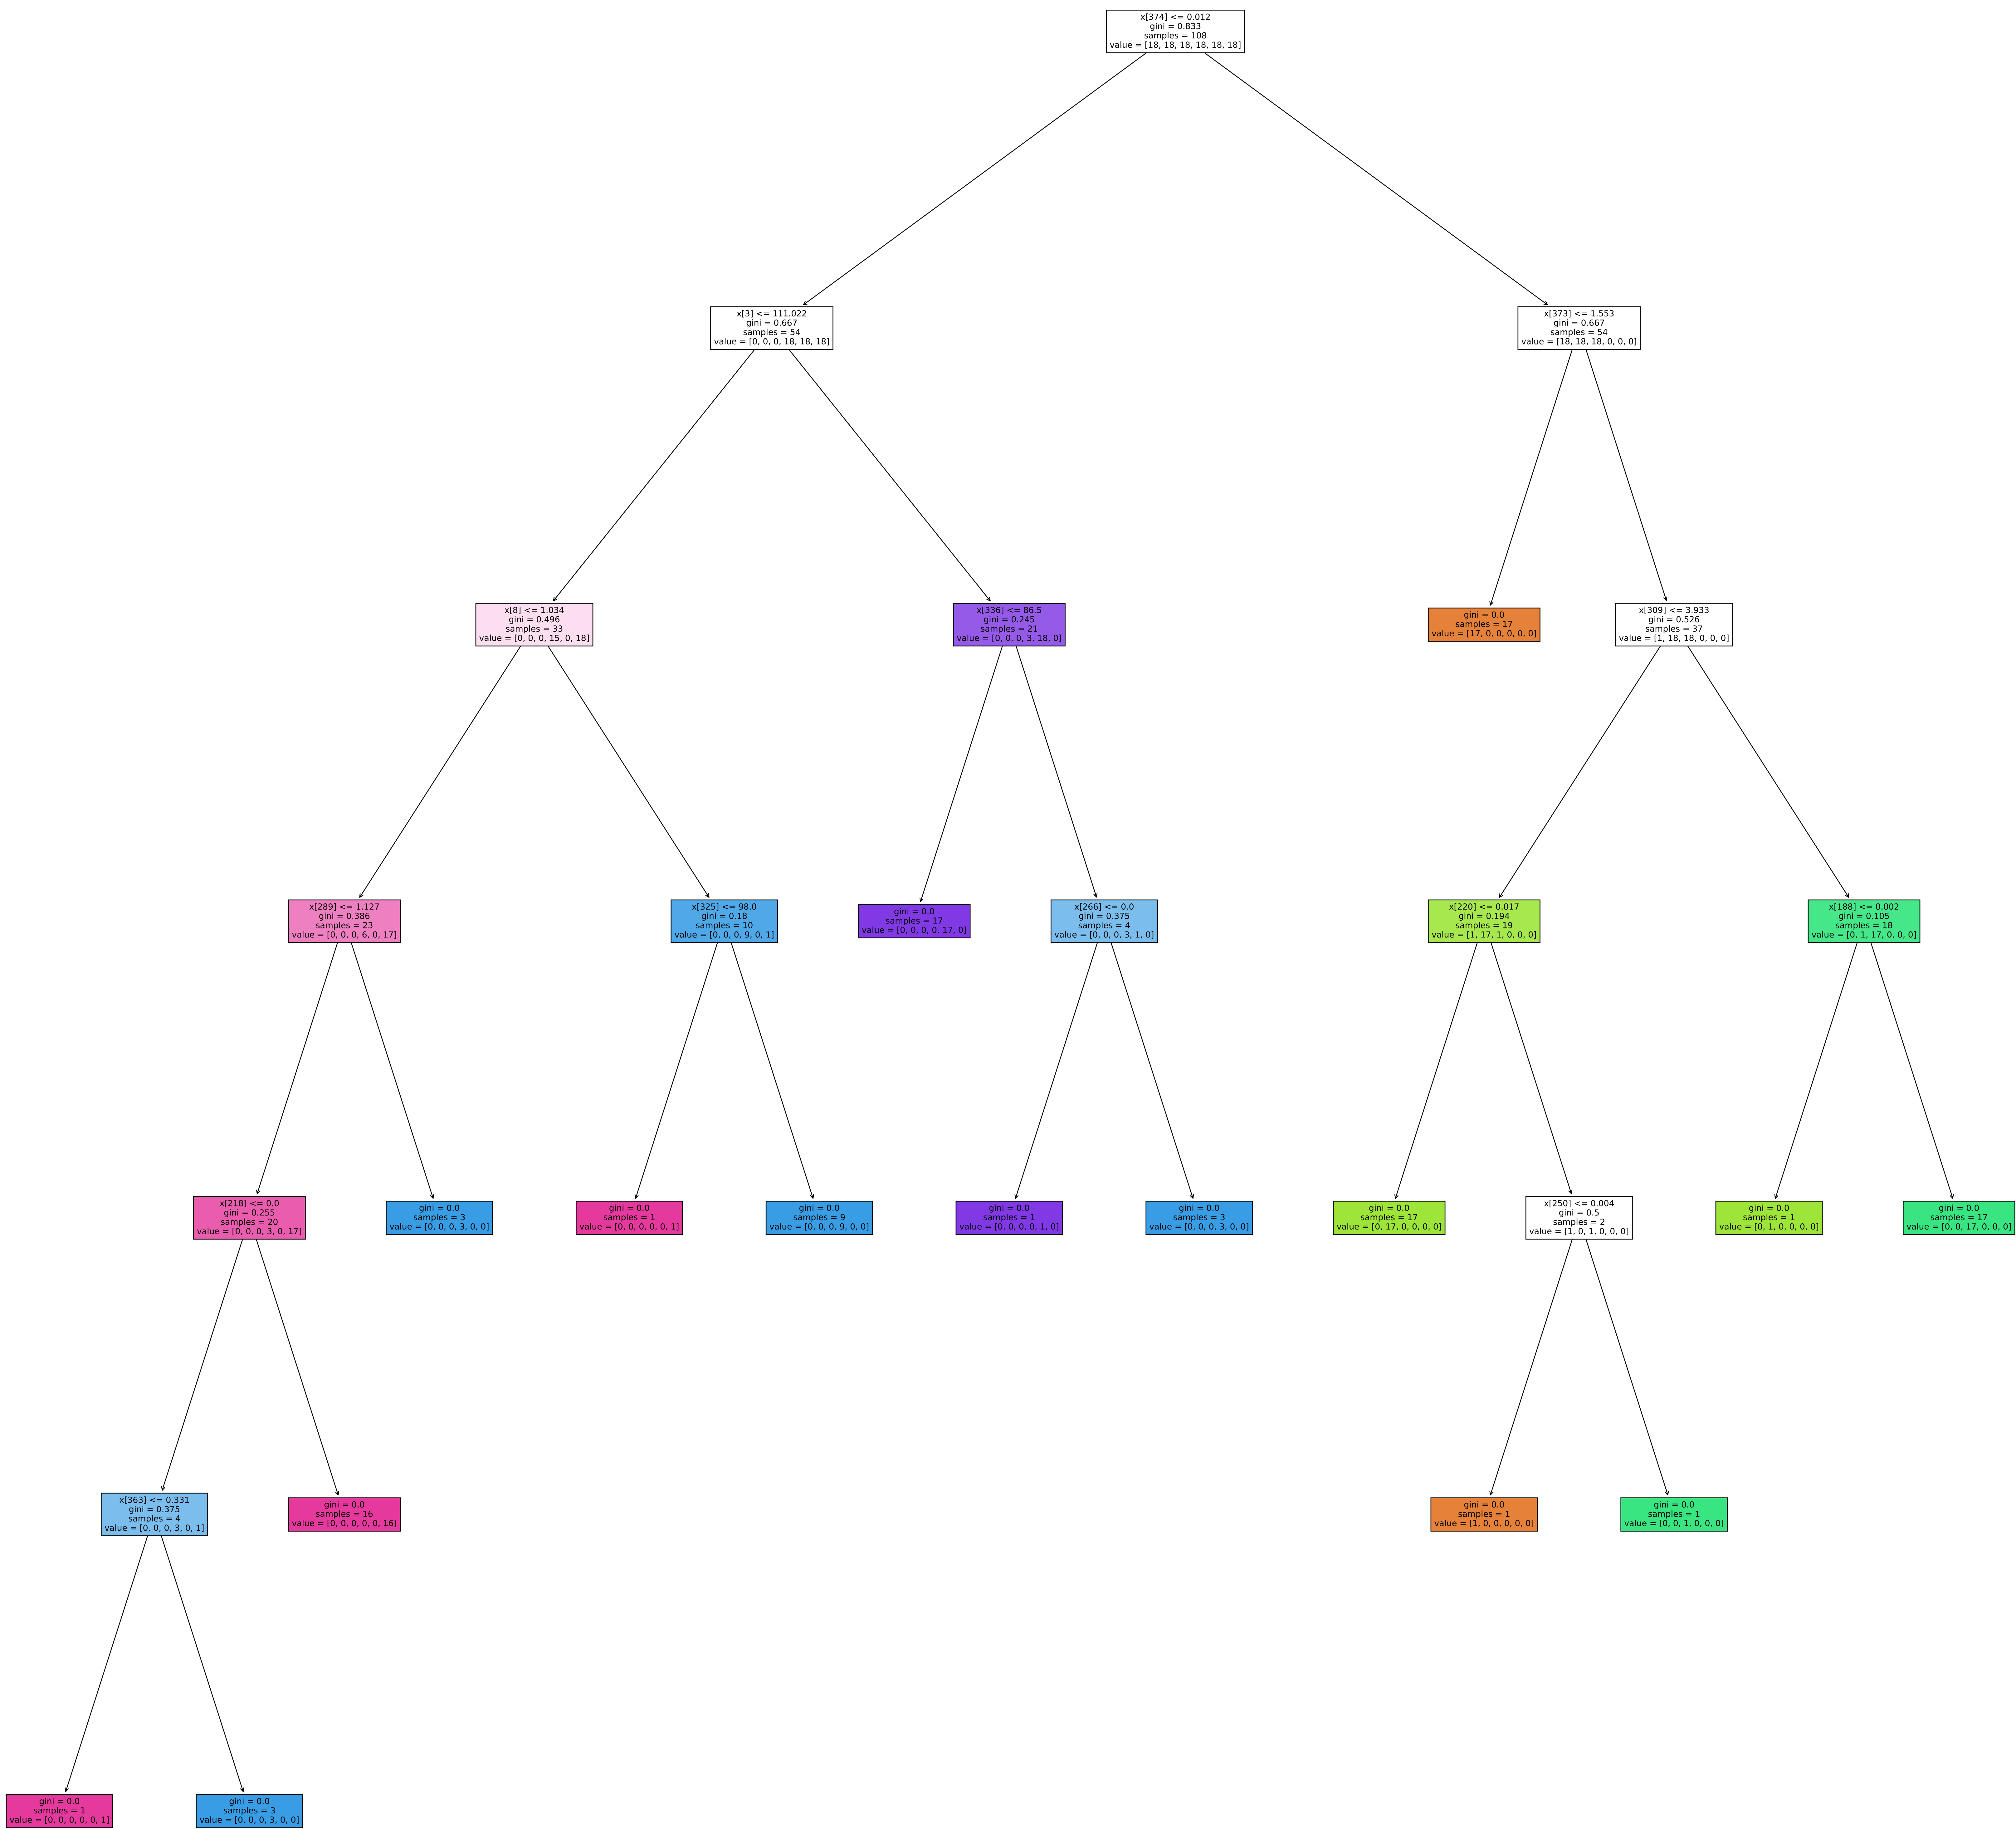 x[374] <= 0.012
gini = 0.833
samples = 108
value = [18, 18, 18, 18, 18, 18]
x[3] <= 111.022
gini = 0.667
samples = 54
value = [0, 0, 0, 18, 18, 18]
x[373] <= 1.553
gini = 0.667
samples = 54
value = [18, 18, 18, 0, 0, 0]
x[8] <= 1.034
gini = 0.496
samples = 33
value = [0, 0, 0, 15, 0, 18]
x[336] <= 86.5
gini = 0.245
samples = 21
value = [0, 0, 0, 3, 18, 0]
gini = 0.0
samples = 17
value = [17, 0, 0, 0, 0, 0]
x[309] <= 3.933
gini = 0.526
samples = 37
value = [1, 18, 18, 0, 0, 0]
x[289] <= 1.127
gini = 0.386
samples = 23
value = [0, 0, 0, 6, 0, 17]
x[325] <= 98.0
gini = 0.18
samples = 10
value = [0, 0, 0, 9, 0, 1]
gini = 0.0
samples = 17
value = [0, 0, 0, 0, 17, 0]
x[266] <= 0.0
gini = 0.375
samples = 4
value = [0, 0, 0, 3, 1, 0]
x[220] <= 0.017
gini = 0.194
samples = 19
value = [1, 17, 1, 0, 0, 0]
x[188] <= 0.002
gini = 0.105
samples = 18
value = [0, 1, 17, 0, 0, 0]
x[218] <= 0.0
gini = 0.255
samples = 20
value = [0, 0, 0, 3, 0, 17]
gini = 0.0
samples = 3
value = [0, 0, 0, 3, 0, 0]
gini = 0.0
samples = 1
value = [0, 0, 0, 0, 0, 1]
gini = 0.0
samples = 9
value = [0, 0, 0, 9, 0, 0]
gini = 0.0
samples = 1
value = [0, 0, 0, 0, 1, 0]
gini = 0.0
samples = 3
value = [0, 0, 0, 3, 0, 0]
gini = 0.0
samples = 17
value = [0, 17, 0, 0, 0, 0]
x[250] <= 0.004
gini = 0.5
samples = 2
value = [1, 0, 1, 0, 0, 0]
gini = 0.0
samples = 1
value = [0, 1, 0, 0, 0, 0]
gini = 0.0
samples = 17
value = [0, 0, 17, 0, 0, 0]
x[363] <= 0.331
gini = 0.375
samples = 4
value = [0, 0, 0, 3, 0, 1]
gini = 0.0
samples = 16
value = [0, 0, 0, 0, 0, 16]
gini = 0.0
samples = 1
value = [1, 0, 0, 0, 0, 0]
gini = 0.0
samples = 1
value = [0, 0, 1, 0, 0, 0]
gini = 0.0
samples = 1
value = [0, 0, 0, 0, 0, 1]
gini = 0.0
samples = 3
value = [0, 0, 0, 3, 0, 0]